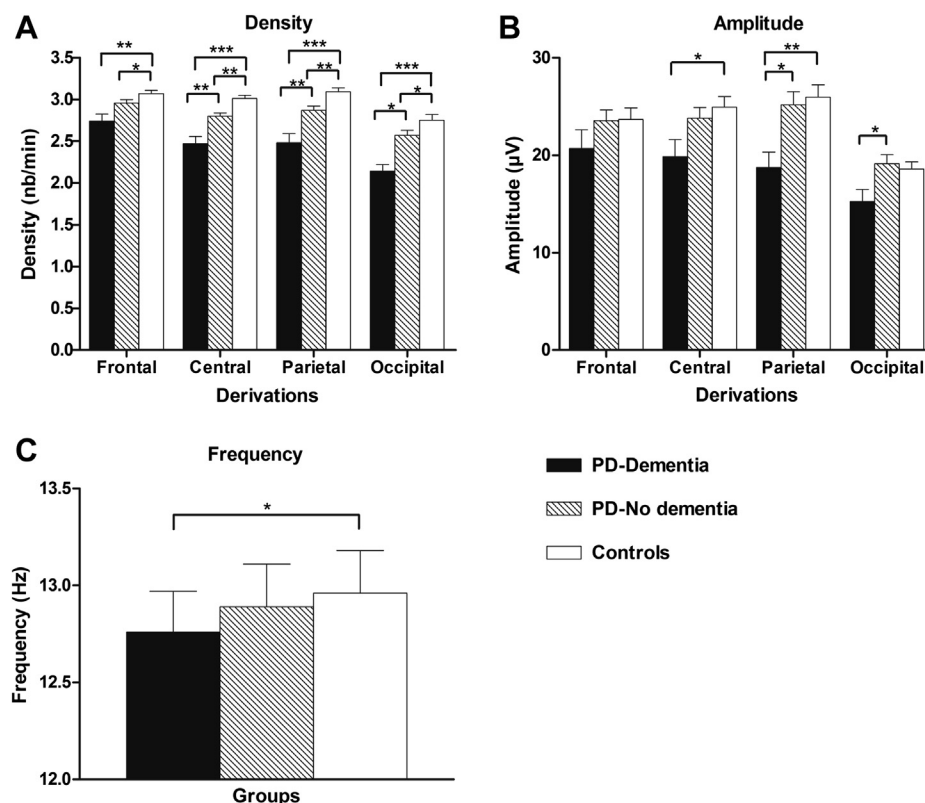 A
Density
Density (nb/min)
3.5
3.0
2.5
2.0
1.5
1.0
0.5
0.0
** * *** ** ** *** ** ** *** * *
Frontal Central Parietal Occipital
Derivations
B
Amplitude
Amplitude (µV)
30
20
10
0
* ** * *
Frontal Central Parietal Occipital
Derivations
C
Frequency
Frequency (Hz)
13.5
13.0
12.5
12.0
*
Groups
PD-Dementia
PD-No dementia
Controls